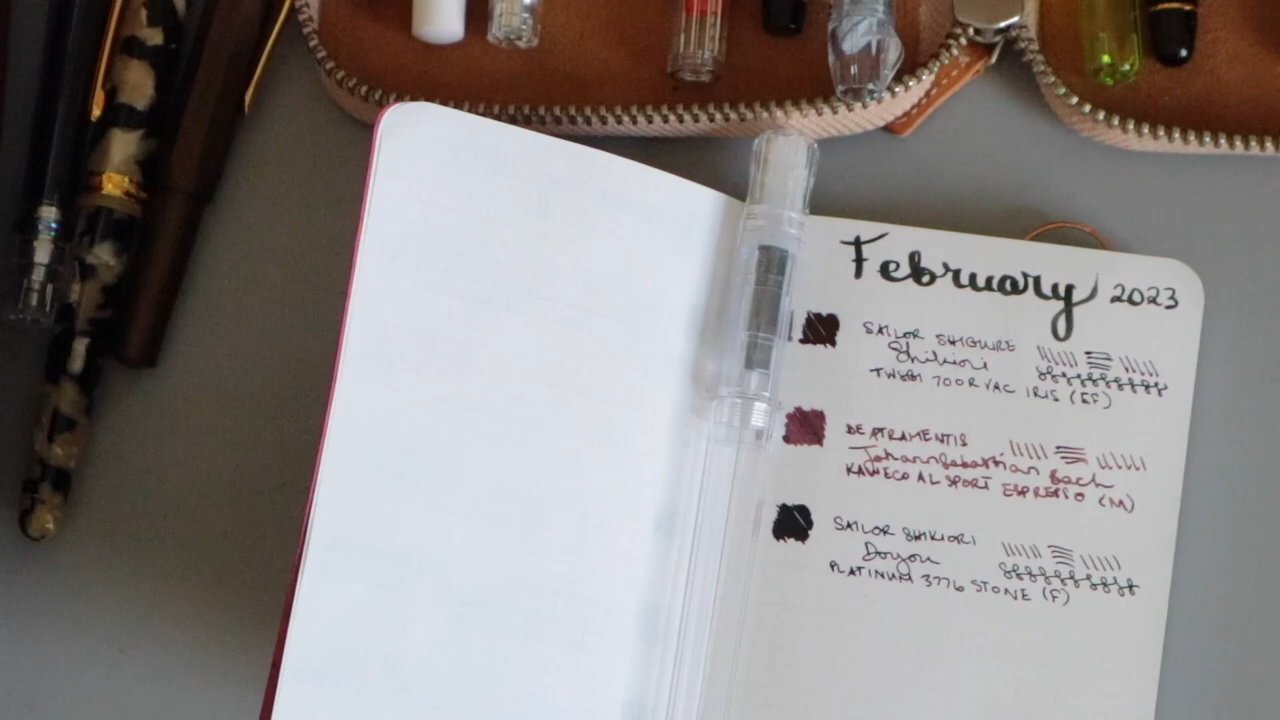 February 2023
SAILOR SHIGURE
Shikiori
TWSBI 700R VAC IRIS (EF)
DE ATRAMENTIS
Johann Sebastian Bach
KAWECO AL SPORT ESPRESSO (M)
SAILOR SHIKIORI
Doyou
PLATINUM 3776 STONE (F)